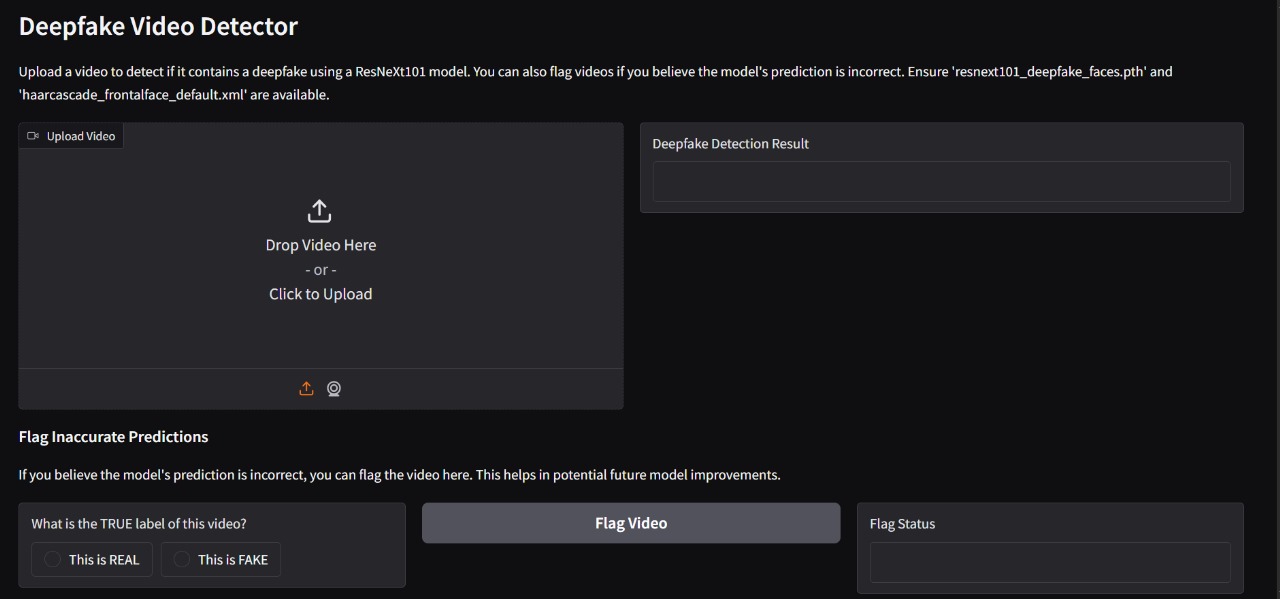 Deepfake Video Detector
Upload a video to detect if it contains a deepfake using a ResNeXt101 model. You can also flag videos if you believe the model's prediction is incorrect. Ensure 'resnext101_deepfake_faces.pth' and
'haarcascade_frontalface_default.xml' are available.
Upload Video
Deepfake Detection Result
Drop Video Here
- or -
Click to Upload
Flag Inaccurate Predictions
If you believe the model's prediction is incorrect, you can flag the video here. This helps in potential future model improvements.
What is the TRUE label of this video?
This is REAL
This is FAKE
Flag Video
Flag Status